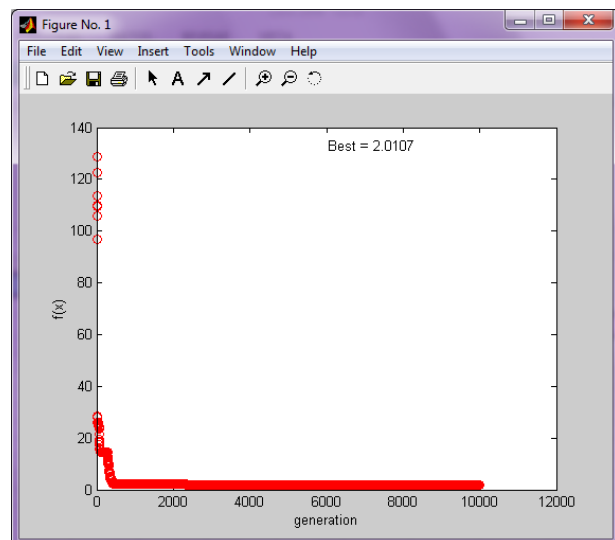 Figure No. 1
File Edit View Insert Tools Window Help
A
Best = 2.0107
140
120
100
80
60
40
20
0
f(x)
0 2000 4000 6000 8000 10000 12000
generation